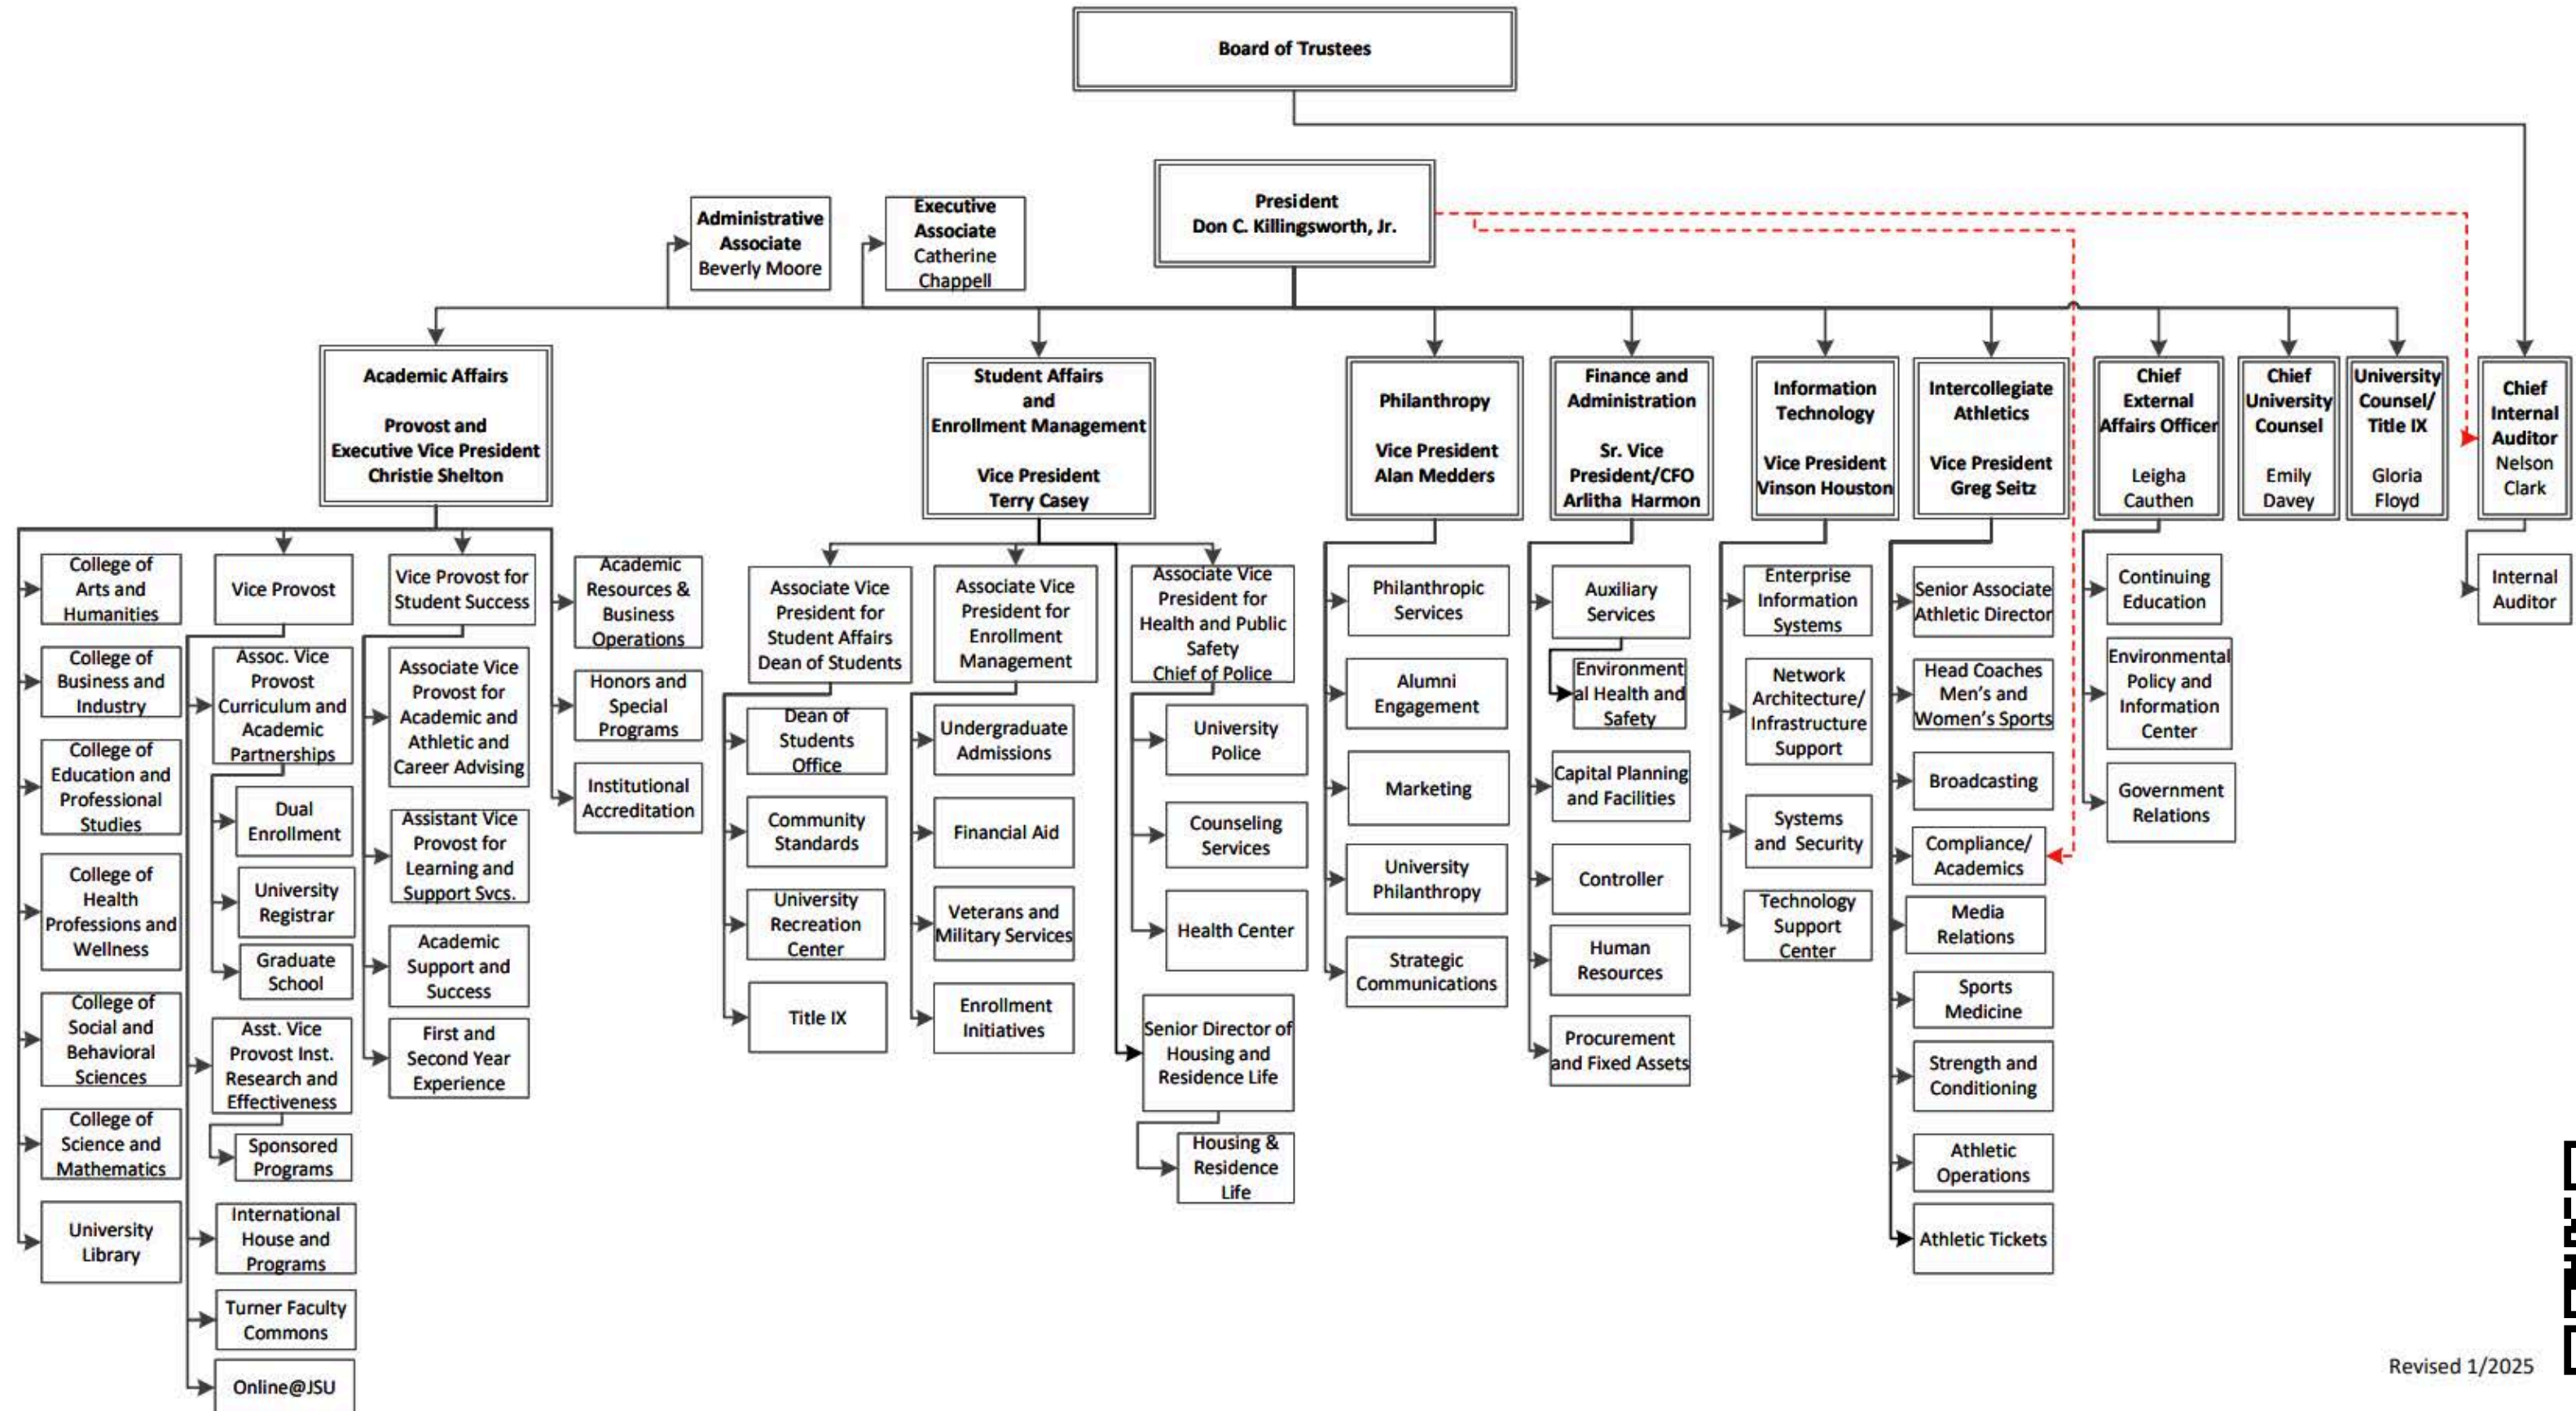 Board of Trustees
President
Don C. Killingsworth, Jr.
Administrative
Associate
Beverly Moore
Executive
Associate
Catherine
Chappell
Academic Affairs
Provost and
Executive Vice President
Christie Shelton
Student Affairs
and
Enrollment Management
Vice President
Terry Casey
Philanthropy
Vice President
Alan Medders
Finance and
Administration
Sr. Vice
President/CFO
Arlitha Harmon
Information
Technology
Vice President
Vinson Houston
Intercollegiate
Athletics
Vice President
Greg Seitz
Chief
External
Affairs Officer
Leigha
Cauthen
Chief
University
Counsel
Emily
Davey
University
Counsel/
Title IX
Gloria
Floyd
Chief
Internal
Auditor
Nelson
Clark
College of
Arts and
Humanities
College of
Business and
Industry
College of
Education and
Professional
Studies
College of
Health
Professions and
Wellness
College of
Social and
Behavioral
Sciences
College of
Science and
Mathematics
University
Library
Vice Provost
Assoc. Vice
Provost
Curriculum and
Academic
Partnerships
Dual
Enrollment
University
Registrar
Graduate
School
Asst. Vice
Provost Inst.
Research and
Effectiveness
Sponsored
Programs
International
House and
Programs
Turner Faculty
Commons
Online@JSU
Vice Provost for
Student Success
Associate Vice
Provost for
Academic and
Athletic and
Career Advising
Assistant Vice
Provost for
Learning and
Support Svcs.
Academic
Support and
Success
First and
Second Year
Experience
Academic
Resources &
Business
Operations
Honors and
Special
Programs
Institutional
Accreditation
Associate Vice
President for
Student Affairs
Dean of Students
Dean of
Students
Office
Community
Standards
University
Recreation
Center
Title IX
Associate Vice
President for
Enrollment
Management
Undergraduate
Admissions
Financial Aid
Veterans and
Military Services
Enrollment
Initiatives
Associate Vice
President for
Health and Public
Safety
Chief of Police
University
Police
Counseling
Services
Health Center
Senior Director of
Housing and
Residence Life
Housing &
Residence
Life
Philanthropic
Services
Alumni
Engagement
Marketing
University
Philanthropy
Strategic
Communications
Auxiliary
Services
Environment
al Health and
Safety
Capital Planning
and Facilities
Controller
Human
Resources
Procurement
and Fixed Assets
Enterprise
Information
Systems
Network
Architecture/
Infrastructure
Support
Systems
and Security
Technology
Support
Center
Senior Associate
Athletic Director
Head Coaches
Men's and
Women's Sports
Broadcasting
Compliance/
Academics
Media
Relations
Sports
Medicine
Strength and
Conditioning
Athletic
Operations
Athletic Tickets
Continuing
Education
Environmental
Policy and
Information
Center
Government
Relations
Internal
Auditor
Revised 1/2025